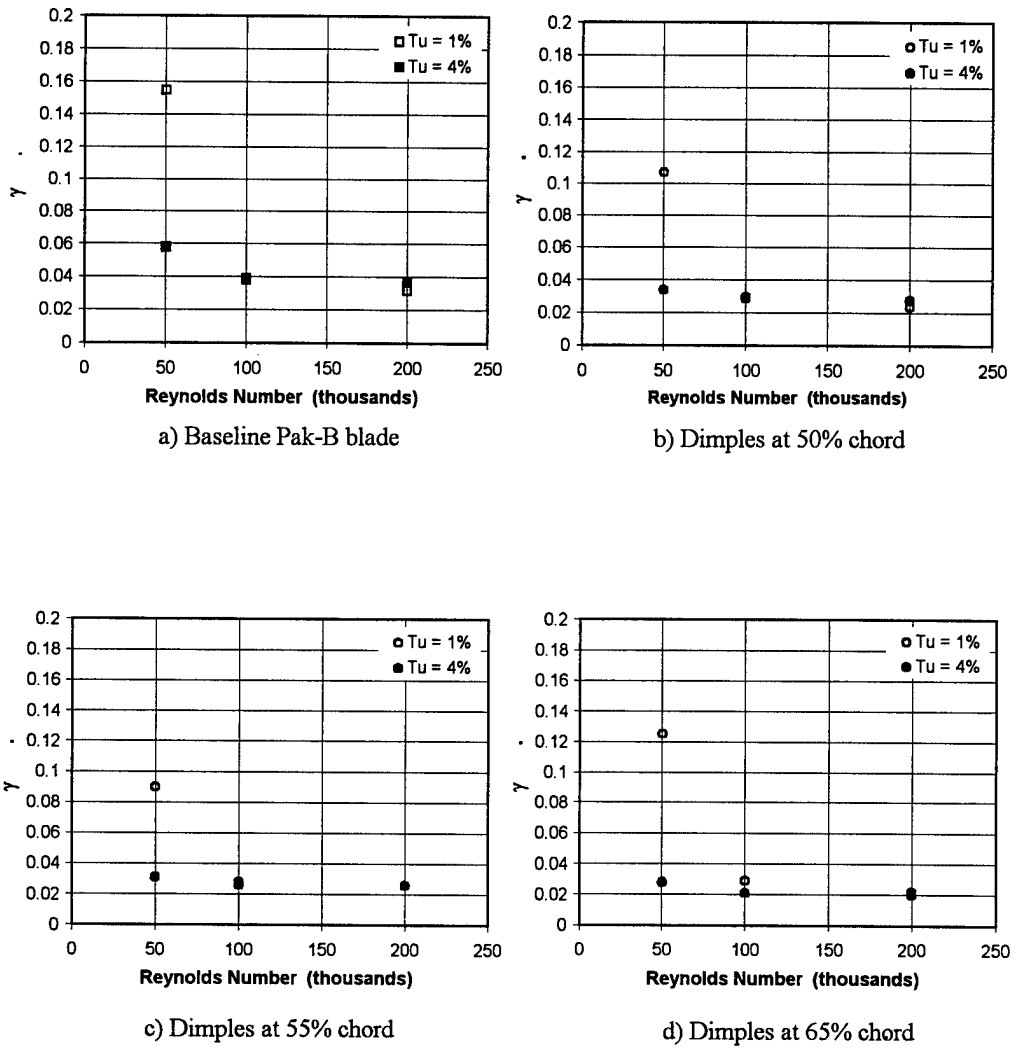 0.2
0.18
0.16
0.14
0.12
0.1
0.08
0.06
0.04
0.02
0
γ
Tu = 1%
Tu = 4%
0 50 100 150 200 250
Reynolds Number (thousands)
a) Baseline Pak-B blade
0.2
0.18
0.16
0.14
0.12
0.1
0.08
0.06
0.04
0.02
0
γ
Tu = 1%
Tu = 4%
0 50 100 150 200 250
Reynolds Number (thousands)
b) Dimples at 50% chord
0.2
0.18
0.16
0.14
0.12
0.1
0.08
0.06
0.04
0.02
0
γ
Tu = 1%
Tu = 4%
0 50 100 150 200 250
Reynolds Number (thousands)
c) Dimples at 55% chord
0.2
0.18
0.16
0.14
0.12
0.1
0.08
0.06
0.04
0.02
0
γ
Tu = 1%
Tu = 4%
0 50 100 150 200 250
Reynolds Number (thousands)
d) Dimples at 65% chord